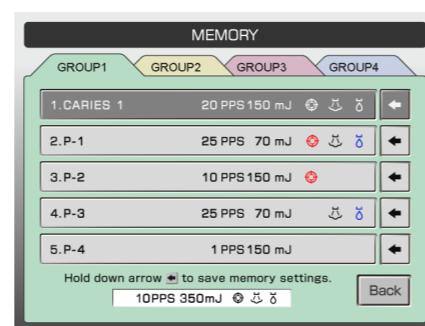 MEMORY
GROUP1 GROUP2 GROUP3 GROUP4
1.CARIES 1 20 PPS 150 mJ
2.P-1 25 PPS 70 mJ
3.P-2 10 PPS 150 mJ
4.P-3 25 PPS 70 mJ
5.P-4 1 PPS 150 mJ
Hold down arrow to save memory settings.
10PPS 350mJ
Back